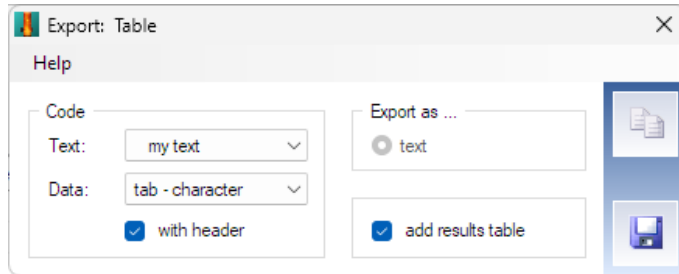 Export: Table
Help
Code
Text: my text
Data: tab - character
with header
Export as ...
text
add results table